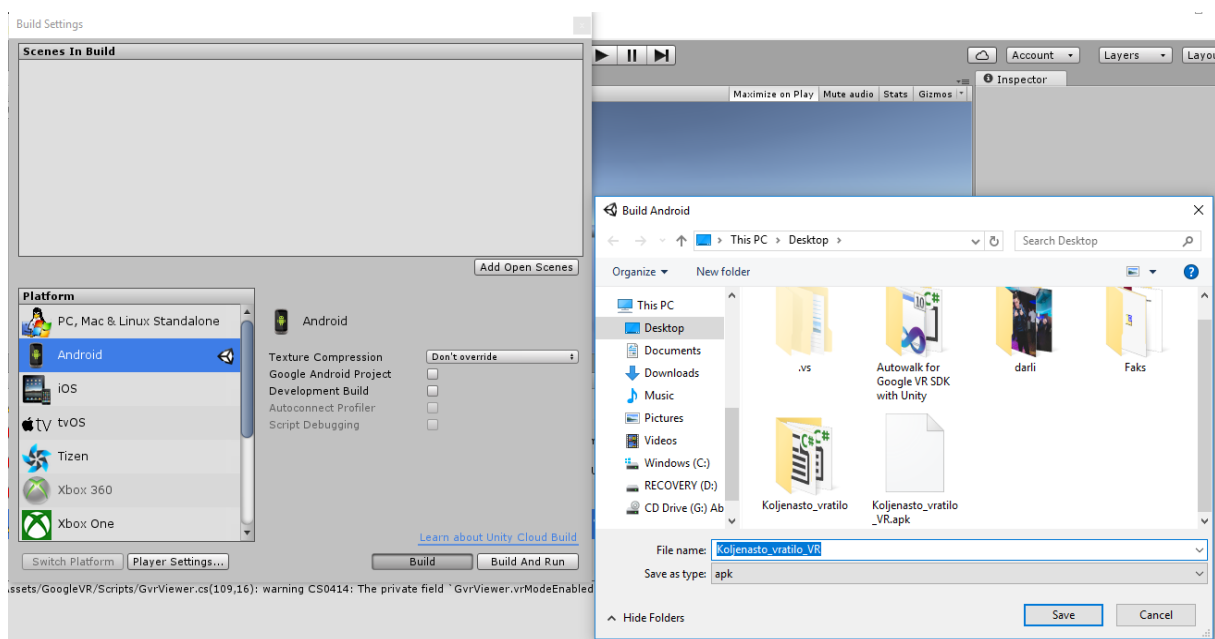 Build Settings
Scenes In Build
Add Open Scenes
Platform
PC, Mac & Linux Standalone
Android
iOS
tvOS
Tizen
Xbox 360
Xbox One
Android
Texture Compression
Don't override
Google Android Project
Development Build
Autoconnect Profiler
Script Debugging
Learn about Unity Cloud Build
Switch Platform
Player Settings...
Build
Build And Run
ssets/GoogleVR/Scripts/GvrViewer.cs(109,16): warning CS0414: The private field `GvrViewer.vrModeEnabled
Account
Layers
Layou
Inspector
Maximize on Play
Mute audio
Stats
Gizmos
Build Android
This PC > Desktop >
Search Desktop
Organize
New folder
This PC
Desktop
Documents
Downloads
Music
Pictures
Videos
Windows (C:)
RECOVERY (D:)
CD Drive (G:) Ab
.vs
Autowalk for
Google VR SDK
with Unity
darli
Faks
Koljenasto_vratilo
Koljenasto_vratilo
_VR.apk
File name:
Koljenasto_vratilo_VR
Save as type:
apk
Hide Folders
Save
Cancel